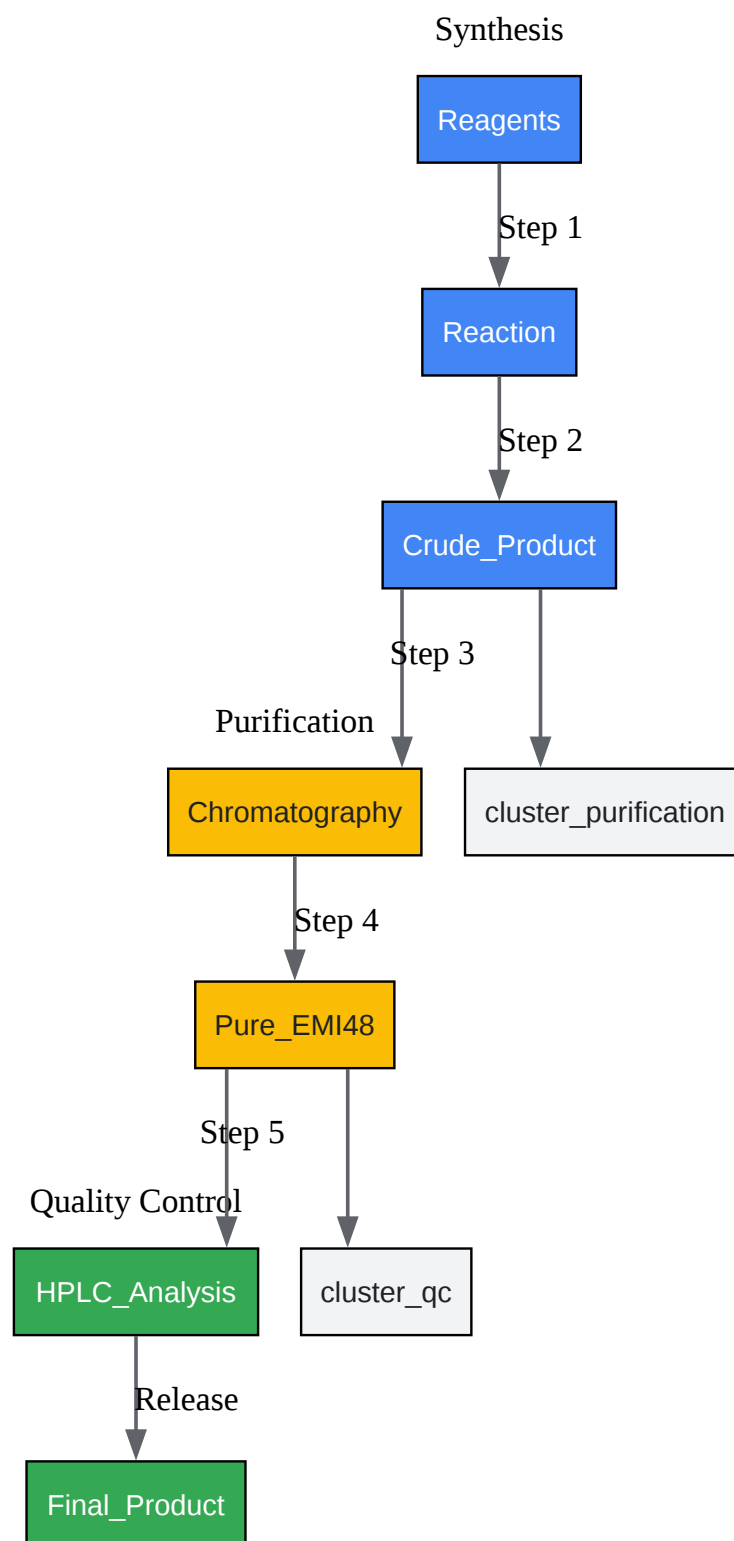 Synthesis
Reagents
Step 1
Reaction
Step 2
Crude_Product
Step 3
Purification
Chromatography
cluster_purification
Step 4
Pure_EMI48
Step 5
Quality Control
HPLC_Analysis
cluster_qc
Release
Final_Product